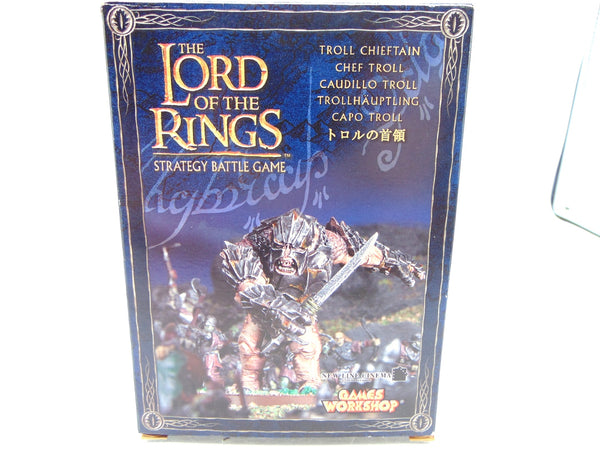 THE
LORD
OF THE
RINGS™
STRATEGY BATTLE GAME
TROLL CHIEFTAIN
CHEF TROLL
CAUDILLO TROLL
TROLLHÄUPTLING
CAPO TROLL
トロルの首領
NEW LINE CINEMA
GAMES
WORKSHOP